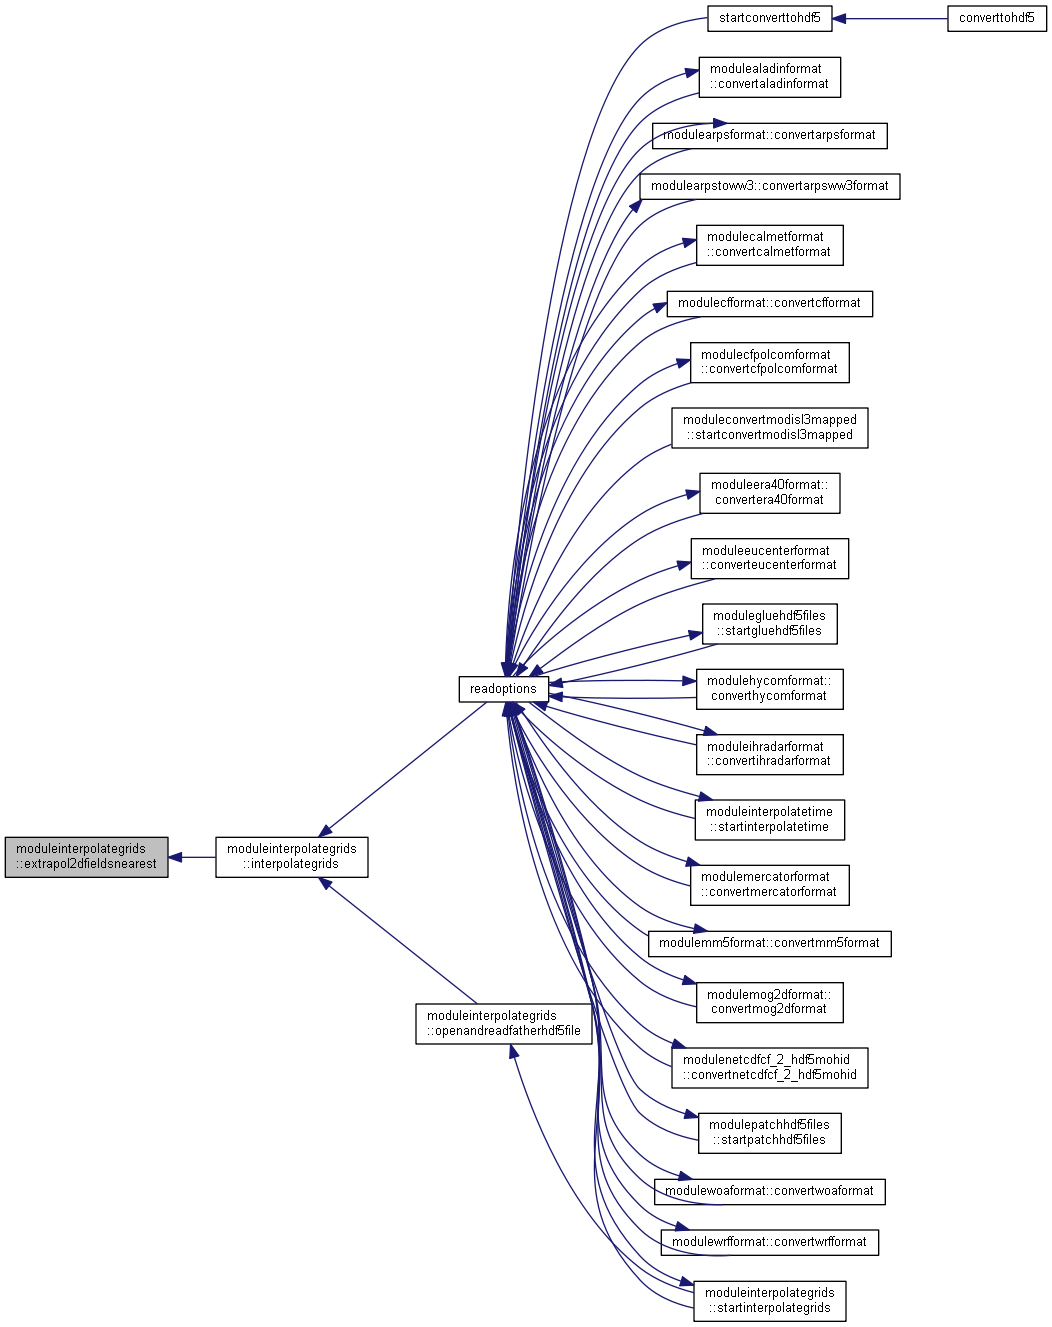 startconverttohdf5
converttohdf5
modulealadinformat
::convertaladinformat
modulearpsformat::convertarpsformat
modulearpstoww3::convertarpsww3format
modulecalmetformat
::convertcalmetformat
modulecfformat::convertcfformat
modulecfpolcomformat
::convertcfpolcomformat
moduleconvertmodisl3mapped
::startconvertmodisl3mapped
moduleera40format::
convertera40format
moduleeucenterformat
::converteucenterformat
modulegluehdf5files
::startgluehdf5files
readoptions
modulehycomformat::
converthycomformat
moduleihradarformat
::convertihradarformat
moduleinterpolatetime
::startinterpolatetime
moduleinterpolategrids
::extrapol2dfieldsnearest
moduleinterpolategrids
::interpolategrids
modulemercatorformat
::convertmercatorformat
modulemm5format::convertmm5format
modulemog2dformat::
convertmog2dformat
moduleinterpolategrids
::openandreadfatherhdf5file
modulenetcdfcf_2_hdf5mohid
::convertnetcdfcf_2_hdf5mohid
modulepatchhdf5files
::startpatchhdf5files
modulewoaformat::convertwoaformat
modulewrfformat::convertwrfformat
moduleinterpolategrids
::startinterpolategrids